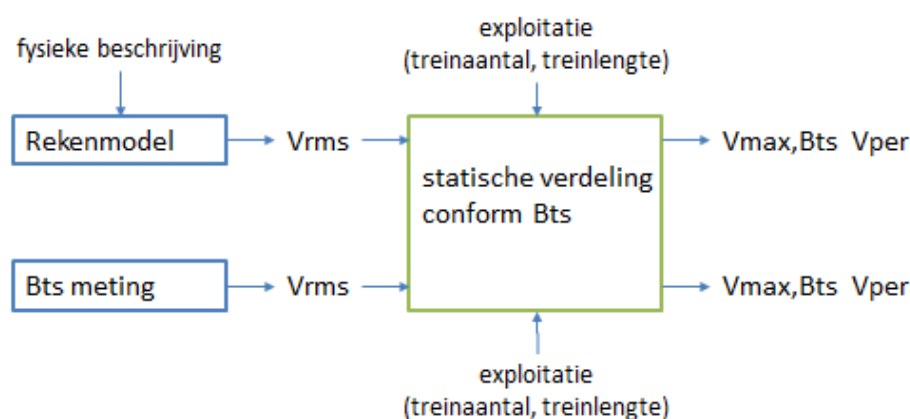 exploitatie
(treinaantal, treinlengte)
fysieke beschrijving
Rekenmodel
Vrms
Vmax,Bts Vper
statische verdeling
conform Bts
Bts meting
Vrms
Vmax,Bts Vper
exploitatie
(treinaantal, treinlengte)